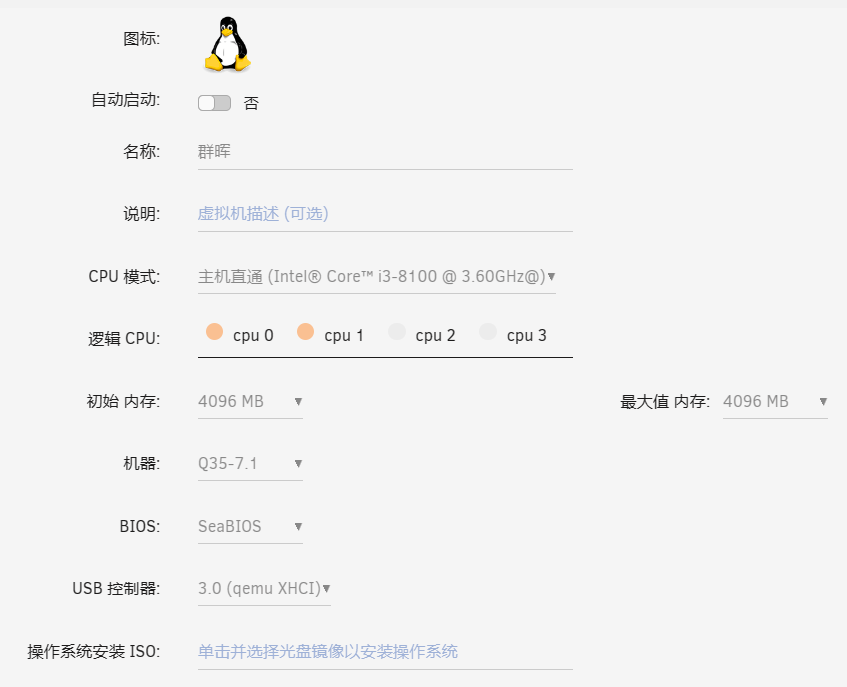 图标:
自动启动: 否
名称: 群晖
说明: 虚拟机描述 (可选)
CPU 模式: 主机直通 (Intel® Core™ i3-8100 @ 3.60GHz@)▼
逻辑 CPU: cpu 0 cpu 1 cpu 2 cpu 3
初始 内存: 4096 MB ▼ 最大值 内存: 4096 MB ▼
机器: Q35-7.1 ▼
BIOS: SeaBIOS ▼
USB 控制器: 3.0 (qemu XHCI)▼
操作系统安装 ISO: 单击并选择光盘镜像以安装操作系统